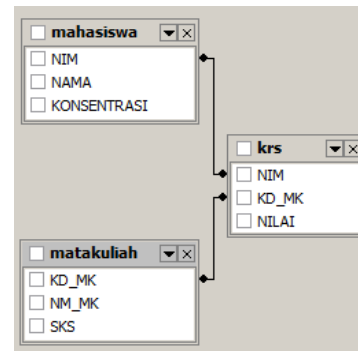 mahasiswa
NIM
NAMA
KONSENTRASI
krs
NIM
KD_MK
NILAI
matakuliah
KD_MK
NM_MK
SKS